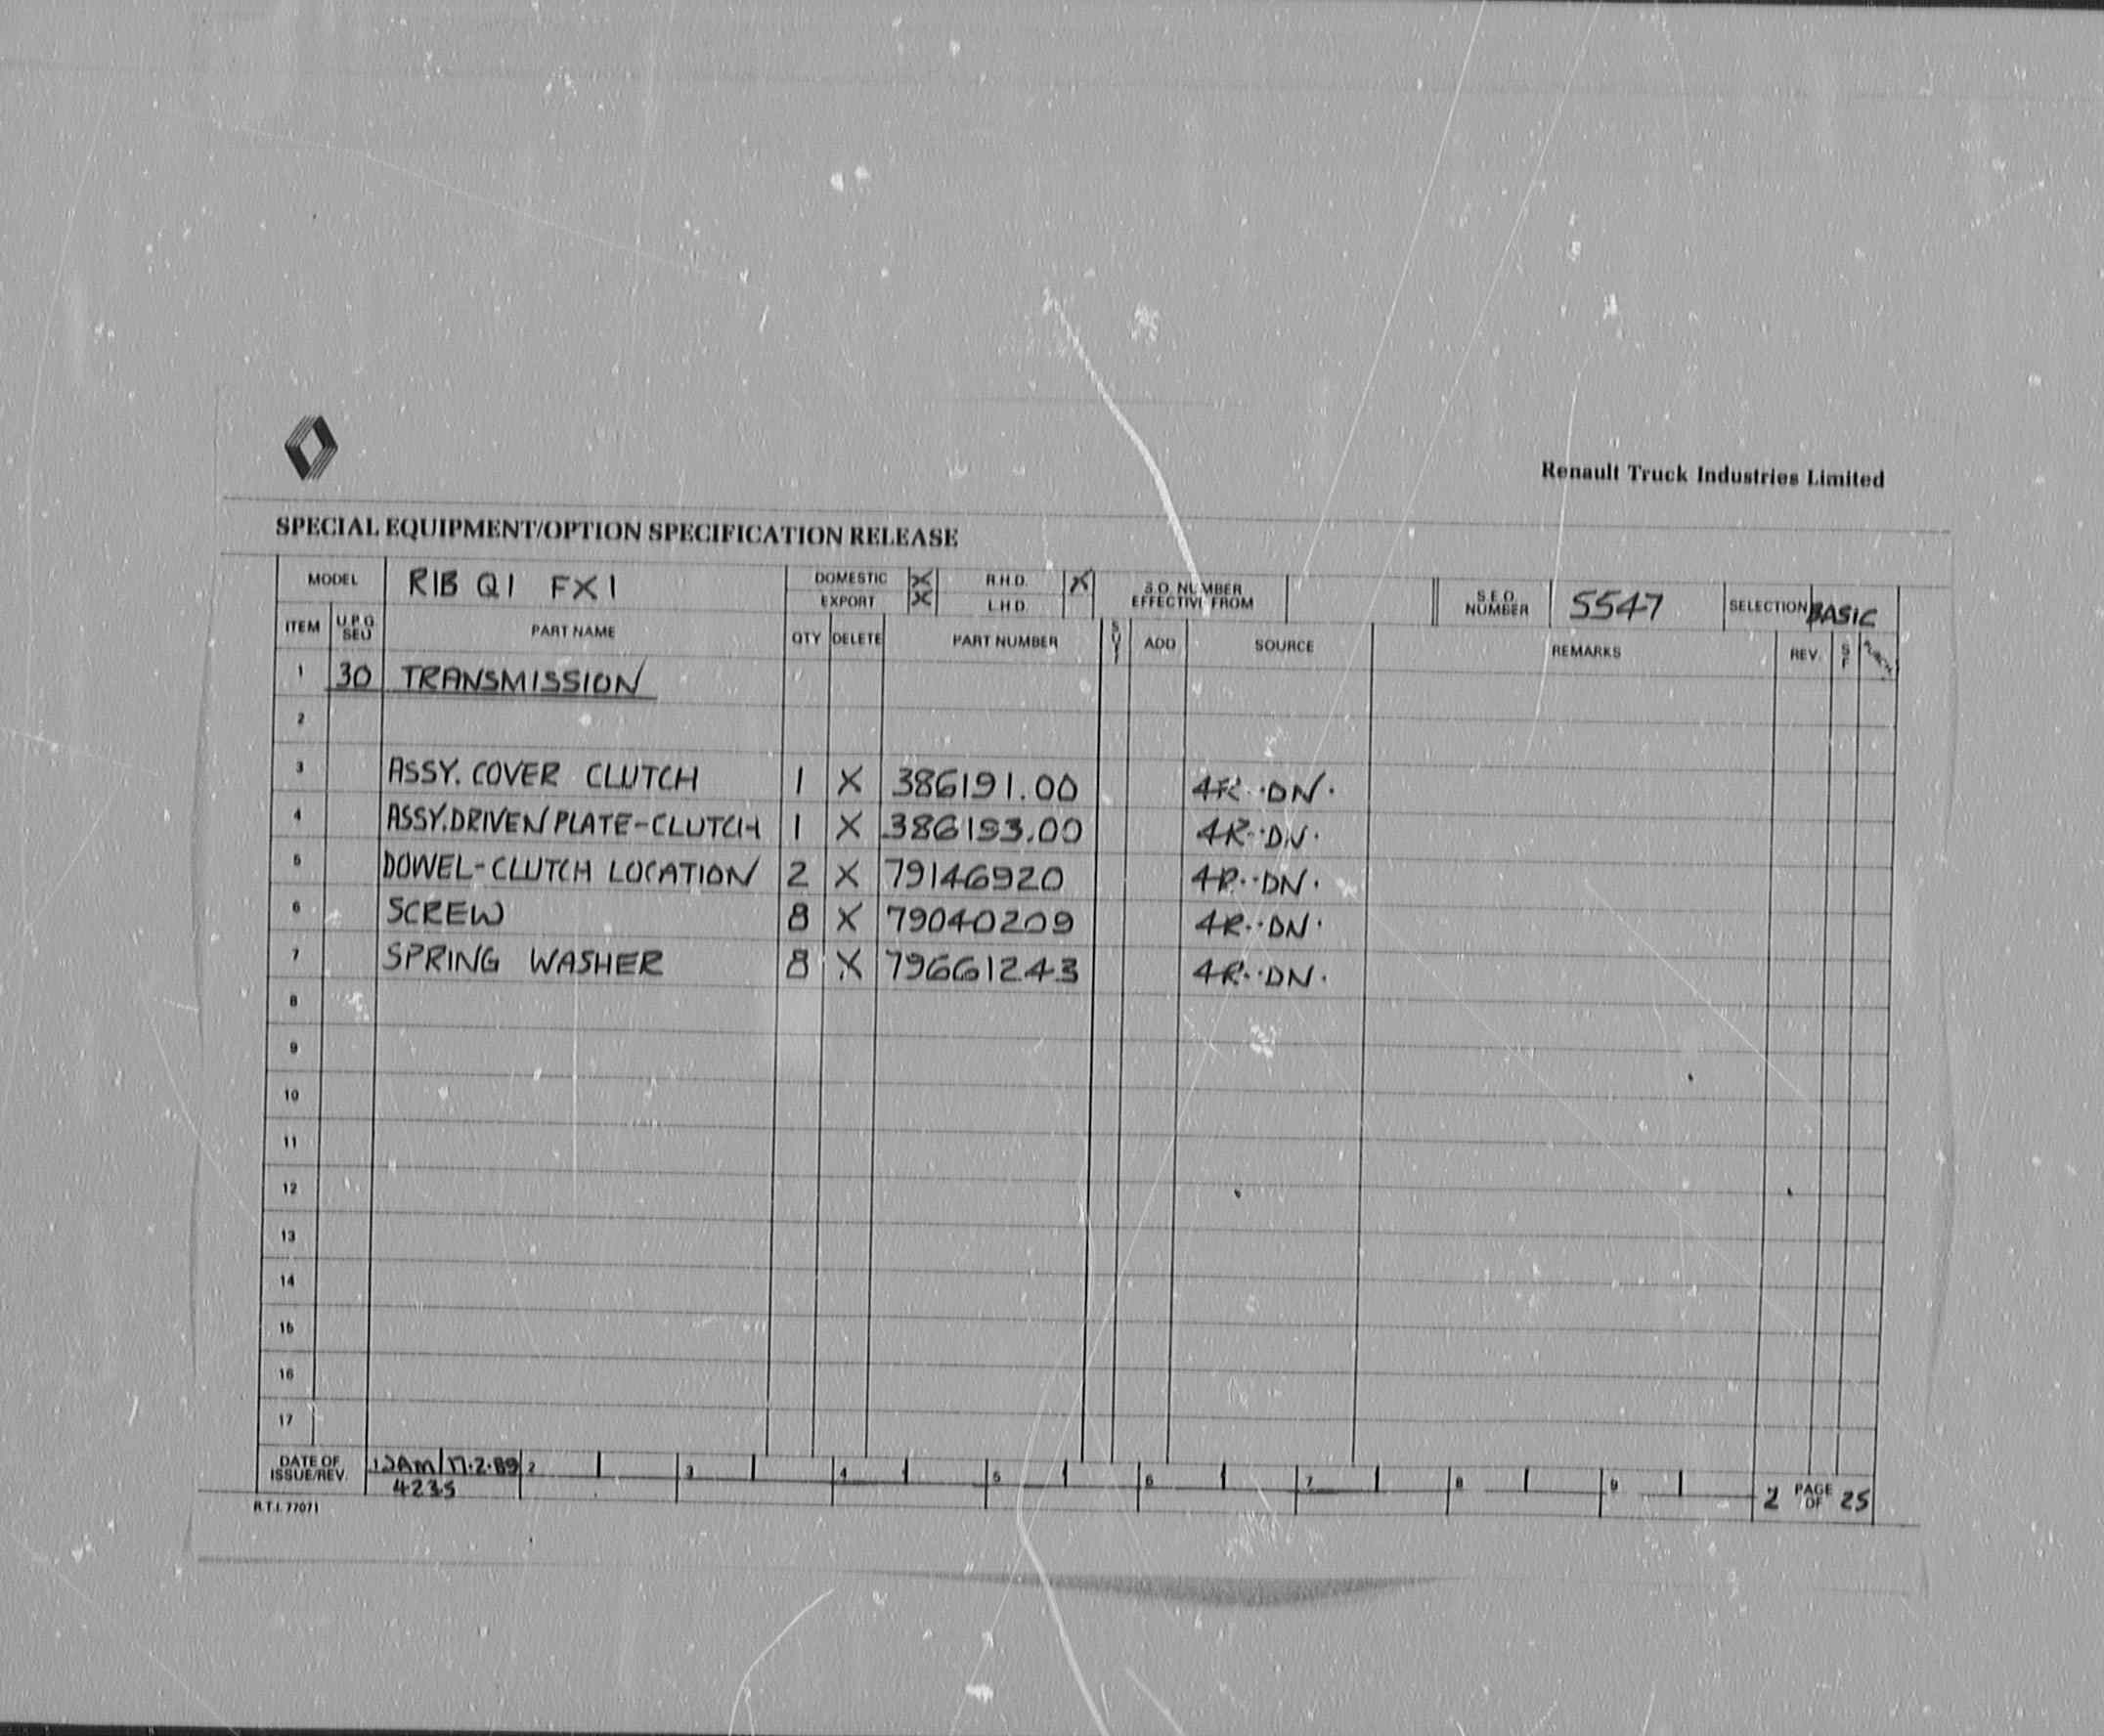 Renault Truck Industries Limited
SPECIAL EQUIPMENT/OPTION SPECIFICATION RELEASE
MODEL RIB Q1 FX1 DOMESTIC X R.H.D. X S.O. NUMBER EFFECTIVE FROM S.E.O. NUMBER 5547 SELECTION BASIC
EXPORT X L.H.D.
ITEM U.P.G. SEU PART NAME QTY DELETE PART NUMBER ADD SOURCE REMARKS REV. S F
1 30 TRANSMISSION
2
3 ASSY. COVER CLUTCH 1 X 386191.00 4R··DN·
4 ASSY. DRIVEN PLATE-CLUTCH 1 X 386193.00 4R··DN·
5 DOWEL-CLUTCH LOCATION 2 X 79146920 4R··DN·
6 SCREW 8 X 79040209 4R··DN·
7 SPRING WASHER 8 X 79661243 4R··DN·
8
9
10
11
12
13
14
15
16
17
DATE OF ISSUE/REV. 1 JAM 17·2·89 2 3 4 5 6 7 8 9 2 PAGE OF 25
4235
R.T.I. 77071